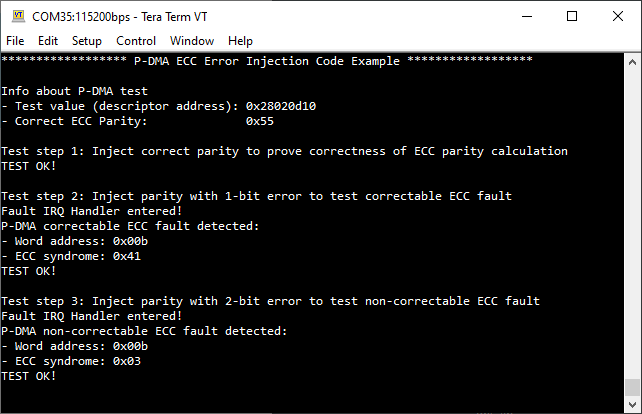 VT COM35:115200bps - Tera Term VT
File Edit Setup Control Window Help
***************** P-DMA ECC Error Injection Code Example *****************
Info about P-DMA test
- Test value (descriptor address): 0x28020d10
- Correct ECC Parity: 0x55
Test step 1: Inject correct parity to prove correctness of ECC parity calculation
TEST OK!
Test step 2: Inject parity with 1-bit error to test correctable ECC fault
Fault IRQ Handler entered!
P-DMA correctable ECC fault detected:
- Word address: 0x00b
- ECC syndrome: 0x41
TEST OK!
Test step 3: Inject parity with 2-bit error to test non-correctable ECC fault
Fault IRQ Handler entered!
P-DMA non-correctable ECC fault detected:
- Word address: 0x00b
- ECC syndrome: 0x03
TEST OK!